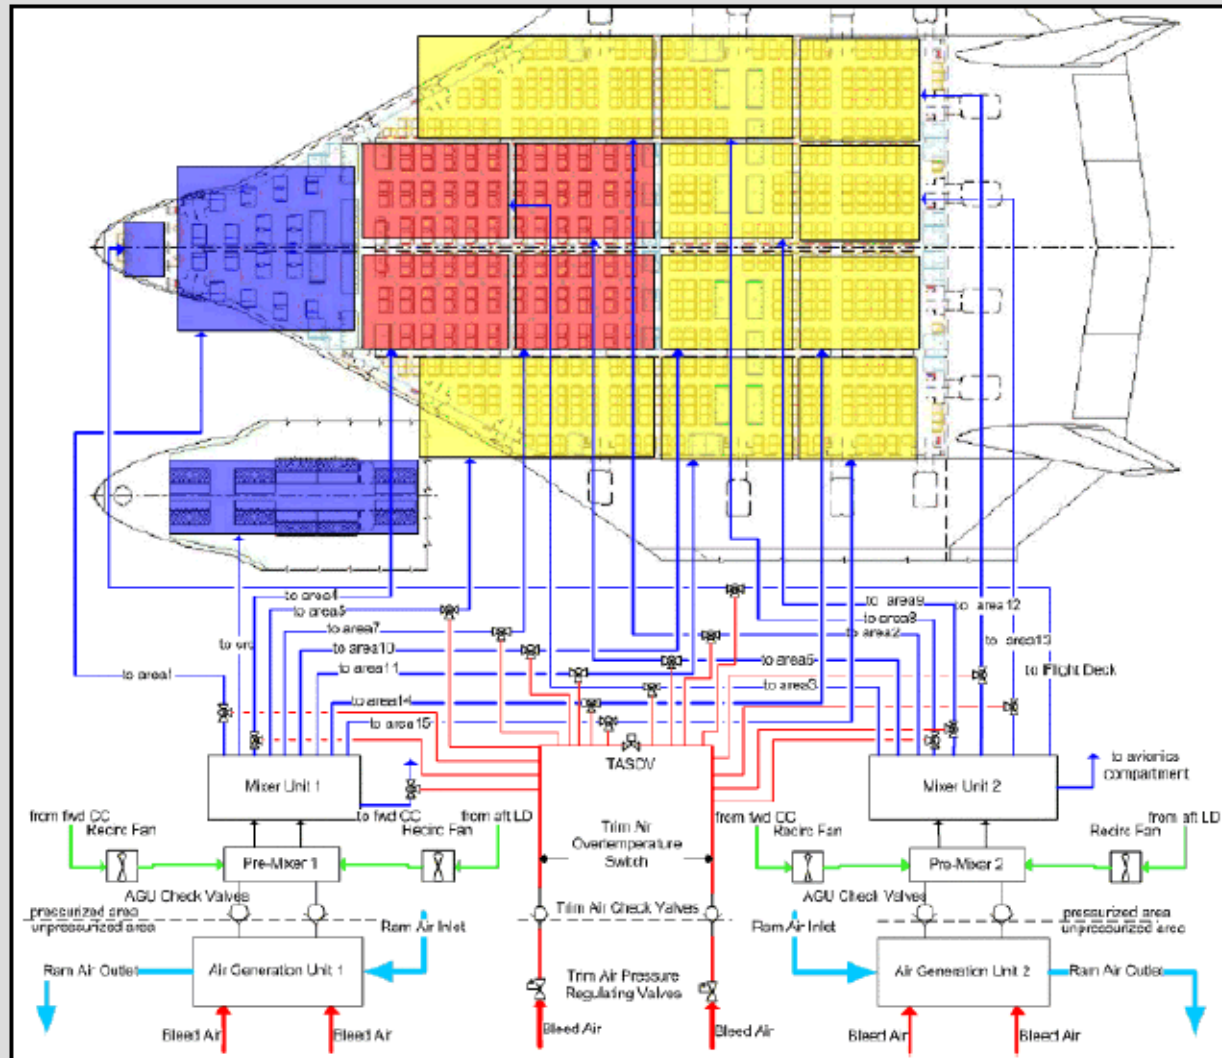 to area4
to area5
to area7
to area10
to area11
to area1
to area14
to area15
to area9
to area12
to area8
to area2
to area13
to area3
to Flight Deck
TASOV
Mixer Unit 1
Mixer Unit 2
to avionics
compartment
from fwd CC
Recirc Fan
to fwd CC
Recirc Fan
from aft LD
Trim Air
Overtemperature
Switch
from fwd CC
Recirc Fan
Recirc Fan
from aft LD
Pre-Mixer 1
Pre-Mixer 2
AGU Check Valves
AGU Check Valves
pressurized area
unpressurized area
Ram Air Inlet
Trim Air Check Valves
Ram Air Inlet
pressurized area
unpressurized area
Ram Air Outlet
Air Generation Unit 1
Trim Air Pressure
Regulating Valves
Air Generation Unit 2
Ram Air Outlet
Bleed Air
Bleed Air
Bleed Air
Bleed Air
Bleed Air
Bleed Air